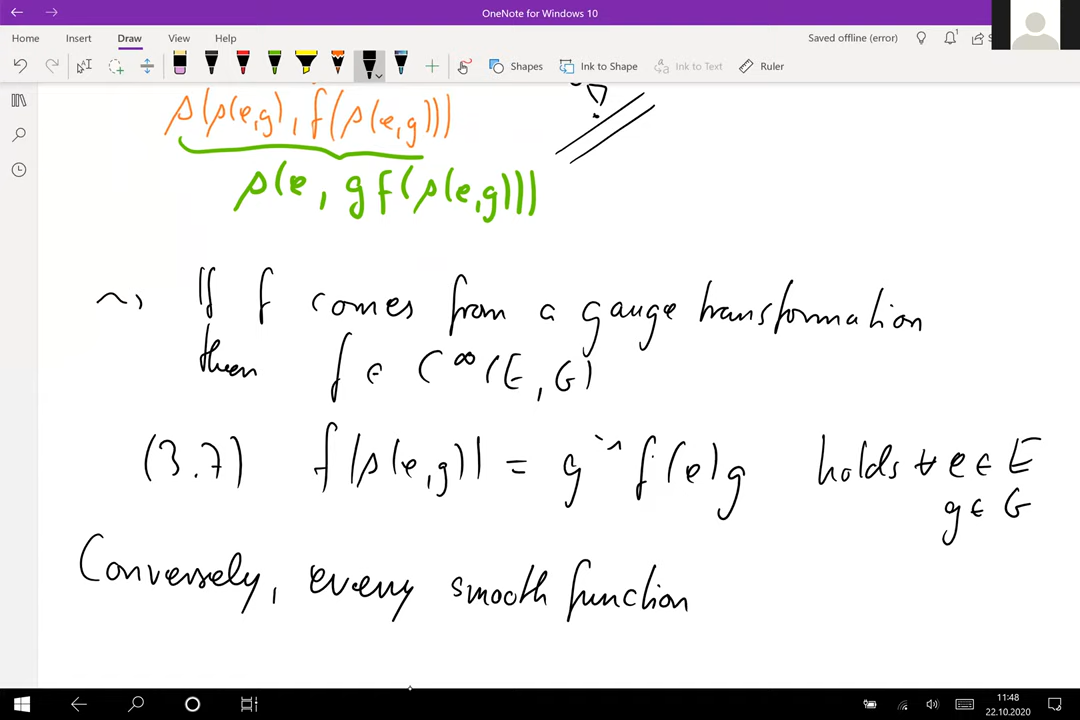 OneNote for Windows 10
Home Insert Draw View Help
Saved offline (error)
Shapes Ink to Shape Ink to Text Ruler
ρ(ρ(e,g), f(ρ(e,g)))
ρ(e, g f(ρ(e,g)))
⇝ If f comes from a gauge transformation
then f ∈ C^∞(E, G)
(3.7) f(ρ(e,g)) = g^{-1} f(e) g holds ∀ e ∈ E
g ∈ G
Conversely, every smooth function
11:48
22.10.2020